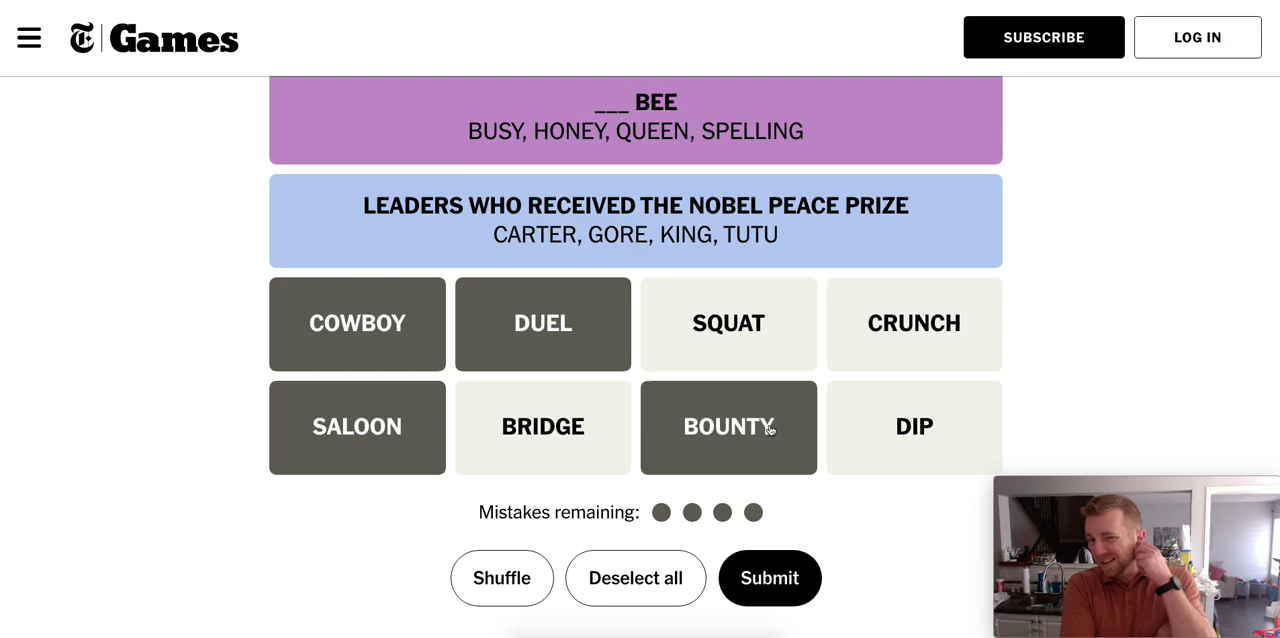 Games
SUBSCRIBE
LOG IN
___ BEE
BUSY, HONEY, QUEEN, SPELLING
LEADERS WHO RECEIVED THE NOBEL PEACE PRIZE
CARTER, GORE, KING, TUTU
COWBOY
DUEL
SQUAT
CRUNCH
SALOON
BRIDGE
BOUNTY
DIP
Mistakes remaining:
Shuffle
Deselect all
Submit